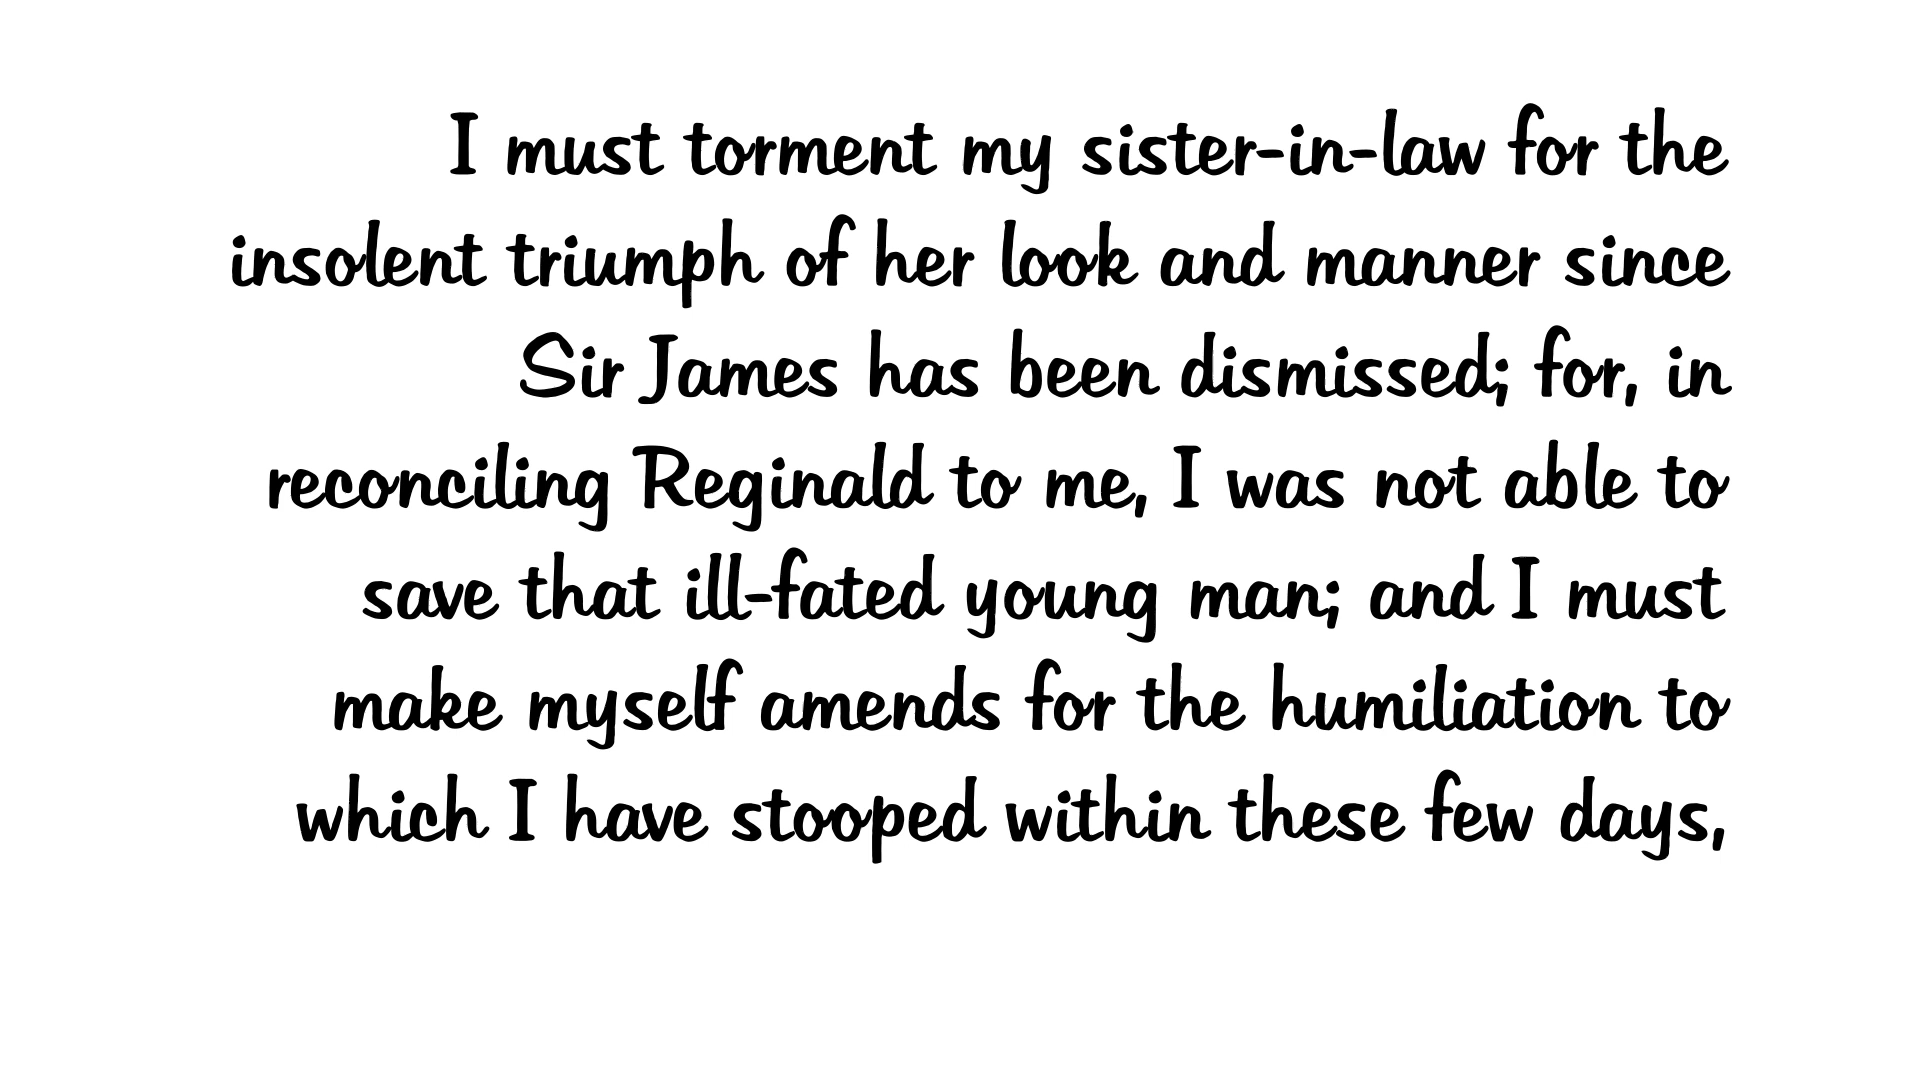 I must torment my sister-in-law for the
insolent triumph of her look and manner since
Sir James has been dismissed; for, in
reconciling Reginald to me, I was not able to
save that ill-fated young man; and I must
make myself amends for the humiliation to
which I have stooped within these few days,